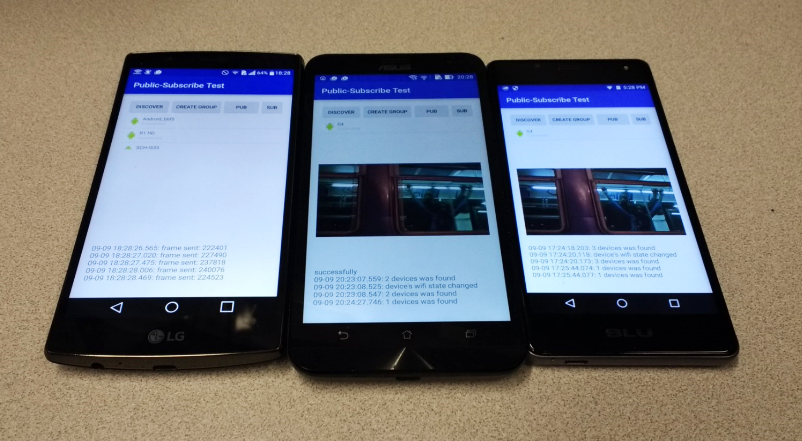 64% 18:28
Public-Subscribe Test
DISCOVER CREATE GROUP PUB SUB
Android_bb0f
R1 HD
09-09 18:28:26.565: frame sent: 222401
09-09 18:28:27.020: frame sent: 227490
09-09 18:28:27.475: frame sent: 237818
09-09 18:28:28.006: frame sent: 240076
09-09 18:28:28.469: frame sent: 224523
LG
ASUS
20:28
Public-Subscribe Test
DISCOVER CREATE GROUP PUB SUB
G4
successfully
09-09 20:23:07.559: 2 devices was found
09-09 20:23:08.525: device's wifi state changed
09-09 20:23:08.547: 2 devices was found
09-09 20:24:27.746: 1 devices was found
5:28 PM
Public-Subscribe Test
DISCOVER CREATE GROUP PUB SUB
G4
09-09 17:24:18.203: 3 devices was found
09-09 17:24:20.118: device's wifi state changed
09-09 17:24:20.173: 3 devices was found
09-09 17:25:44.074: 1 devices was found
09-09 17:25:44.077: 1 devices was found
BLU